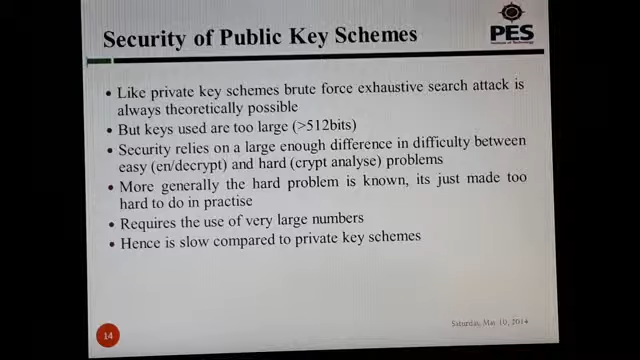 Security of Public Key Schemes
PES
Institute of Technology
• Like private key schemes brute force exhaustive search attack is
always theoretically possible
• But keys used are too large (>512bits)
• Security relies on a large enough difference in difficulty between
easy (en/decrypt) and hard (crypt analyse) problems
• More generally the hard problem is known, its just made too
hard to do in practise
• Requires the use of very large numbers
• Hence is slow compared to private key schemes
Saturday, May 10, 2014
14